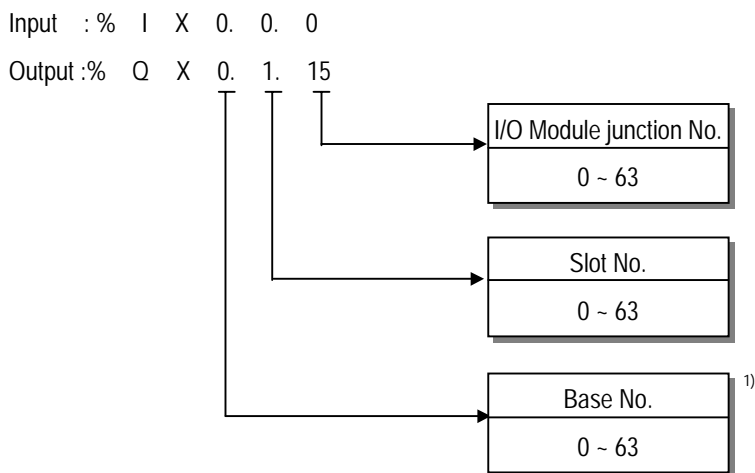 Input : % I X 0. 0. 0
Output :% Q X 0. 1. 15
I/O Module junction No.
0 ~ 63
Slot No.
0 ~ 63
Base No.
1)
0 ~ 63